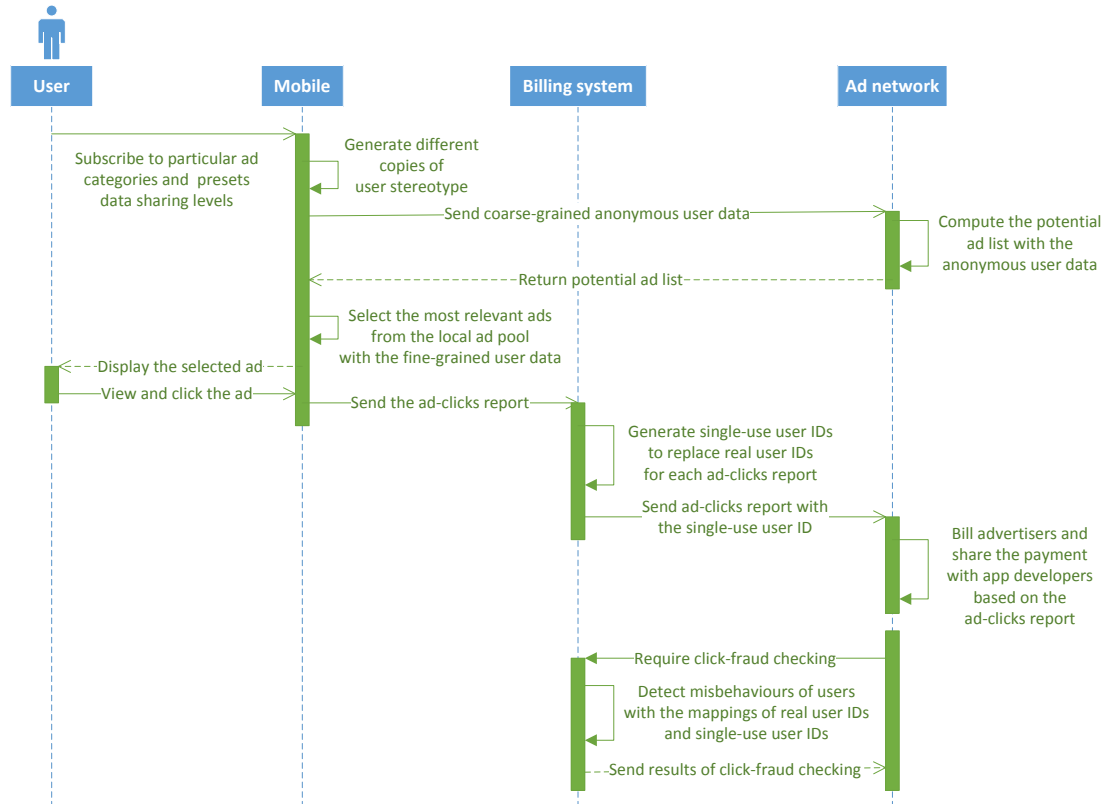 User
Mobile
Billing system
Ad network
Subscribe to particular ad
categories and presets
data sharing levels
Generate different
copies of
user stereotype
Send coarse-grained anonymous user data
Compute the potential
ad list with the
anonymous user data
Return potential ad list
Select the most relevant ads
from the local ad pool
with the fine-grained user data
Display the selected ad
View and click the ad
Send the ad-clicks report
Generate single-use user IDs
to replace real user IDs
for each ad-clicks report
Send ad-clicks report with
the single-use user ID
Bill advertisers and
share the payment
with app developers
based on the
ad-clicks report
Require click-fraud checking
Detect misbehaviours of users
with the mappings of real user IDs
and single-use user IDs
Send results of click-fraud checking